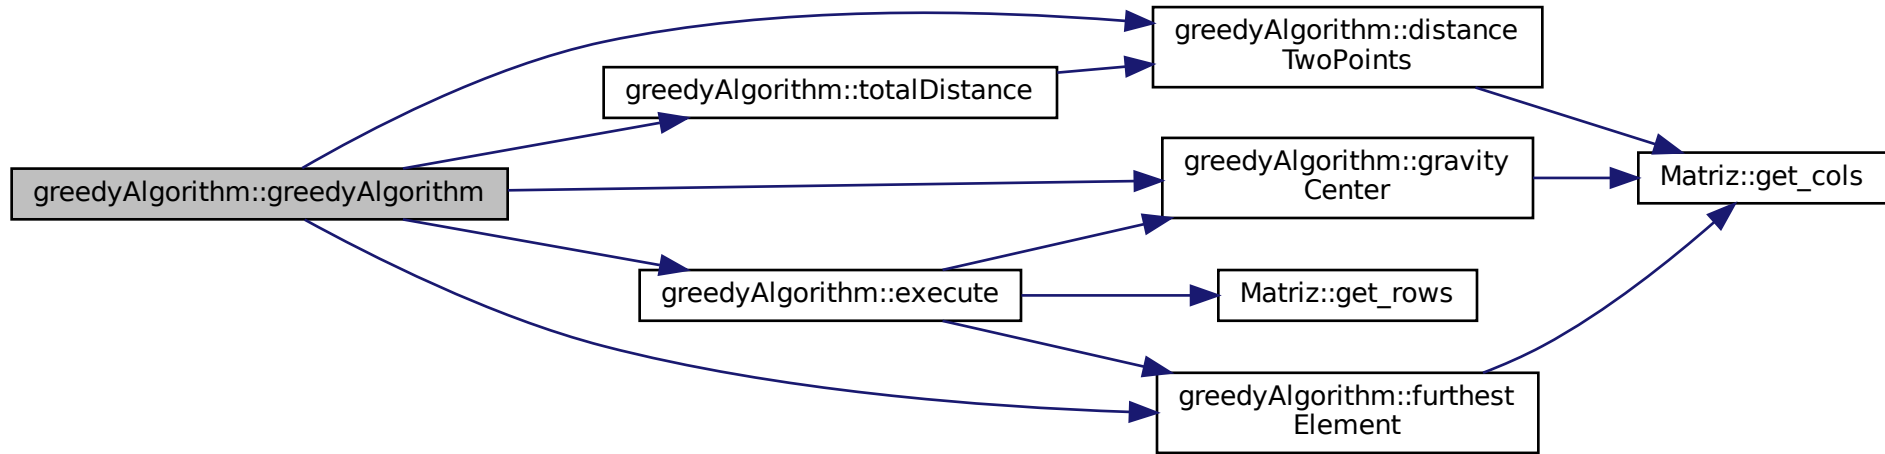 greedyAlgorithm::greedyAlgorithm
greedyAlgorithm::totalDistance
greedyAlgorithm::execute
greedyAlgorithm::distance
TwoPoints
greedyAlgorithm::gravity
Center
Matriz::get_rows
greedyAlgorithm::furthest
Element
Matriz::get_cols